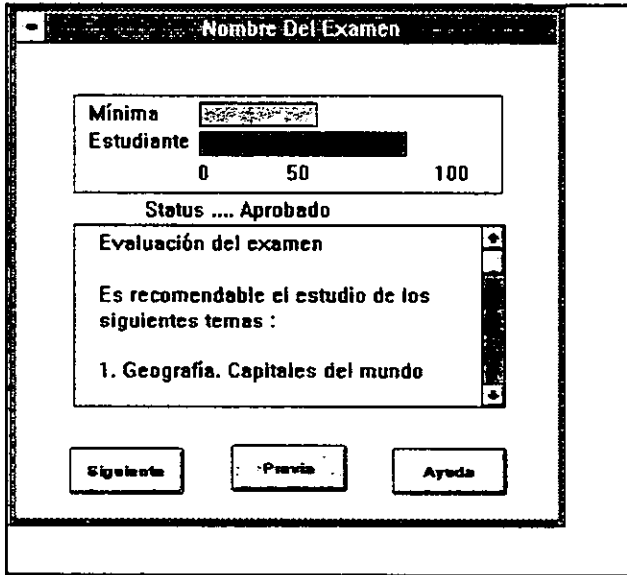 Nombre Del Examen
Mínima
Estudiante
0 50 100
Status .... Aprobado
Evaluación del examen
Es recomendable el estudio de los
siguientes temas :
1. Geografía. Capitales del mundo
Siguiente Previa Ayuda